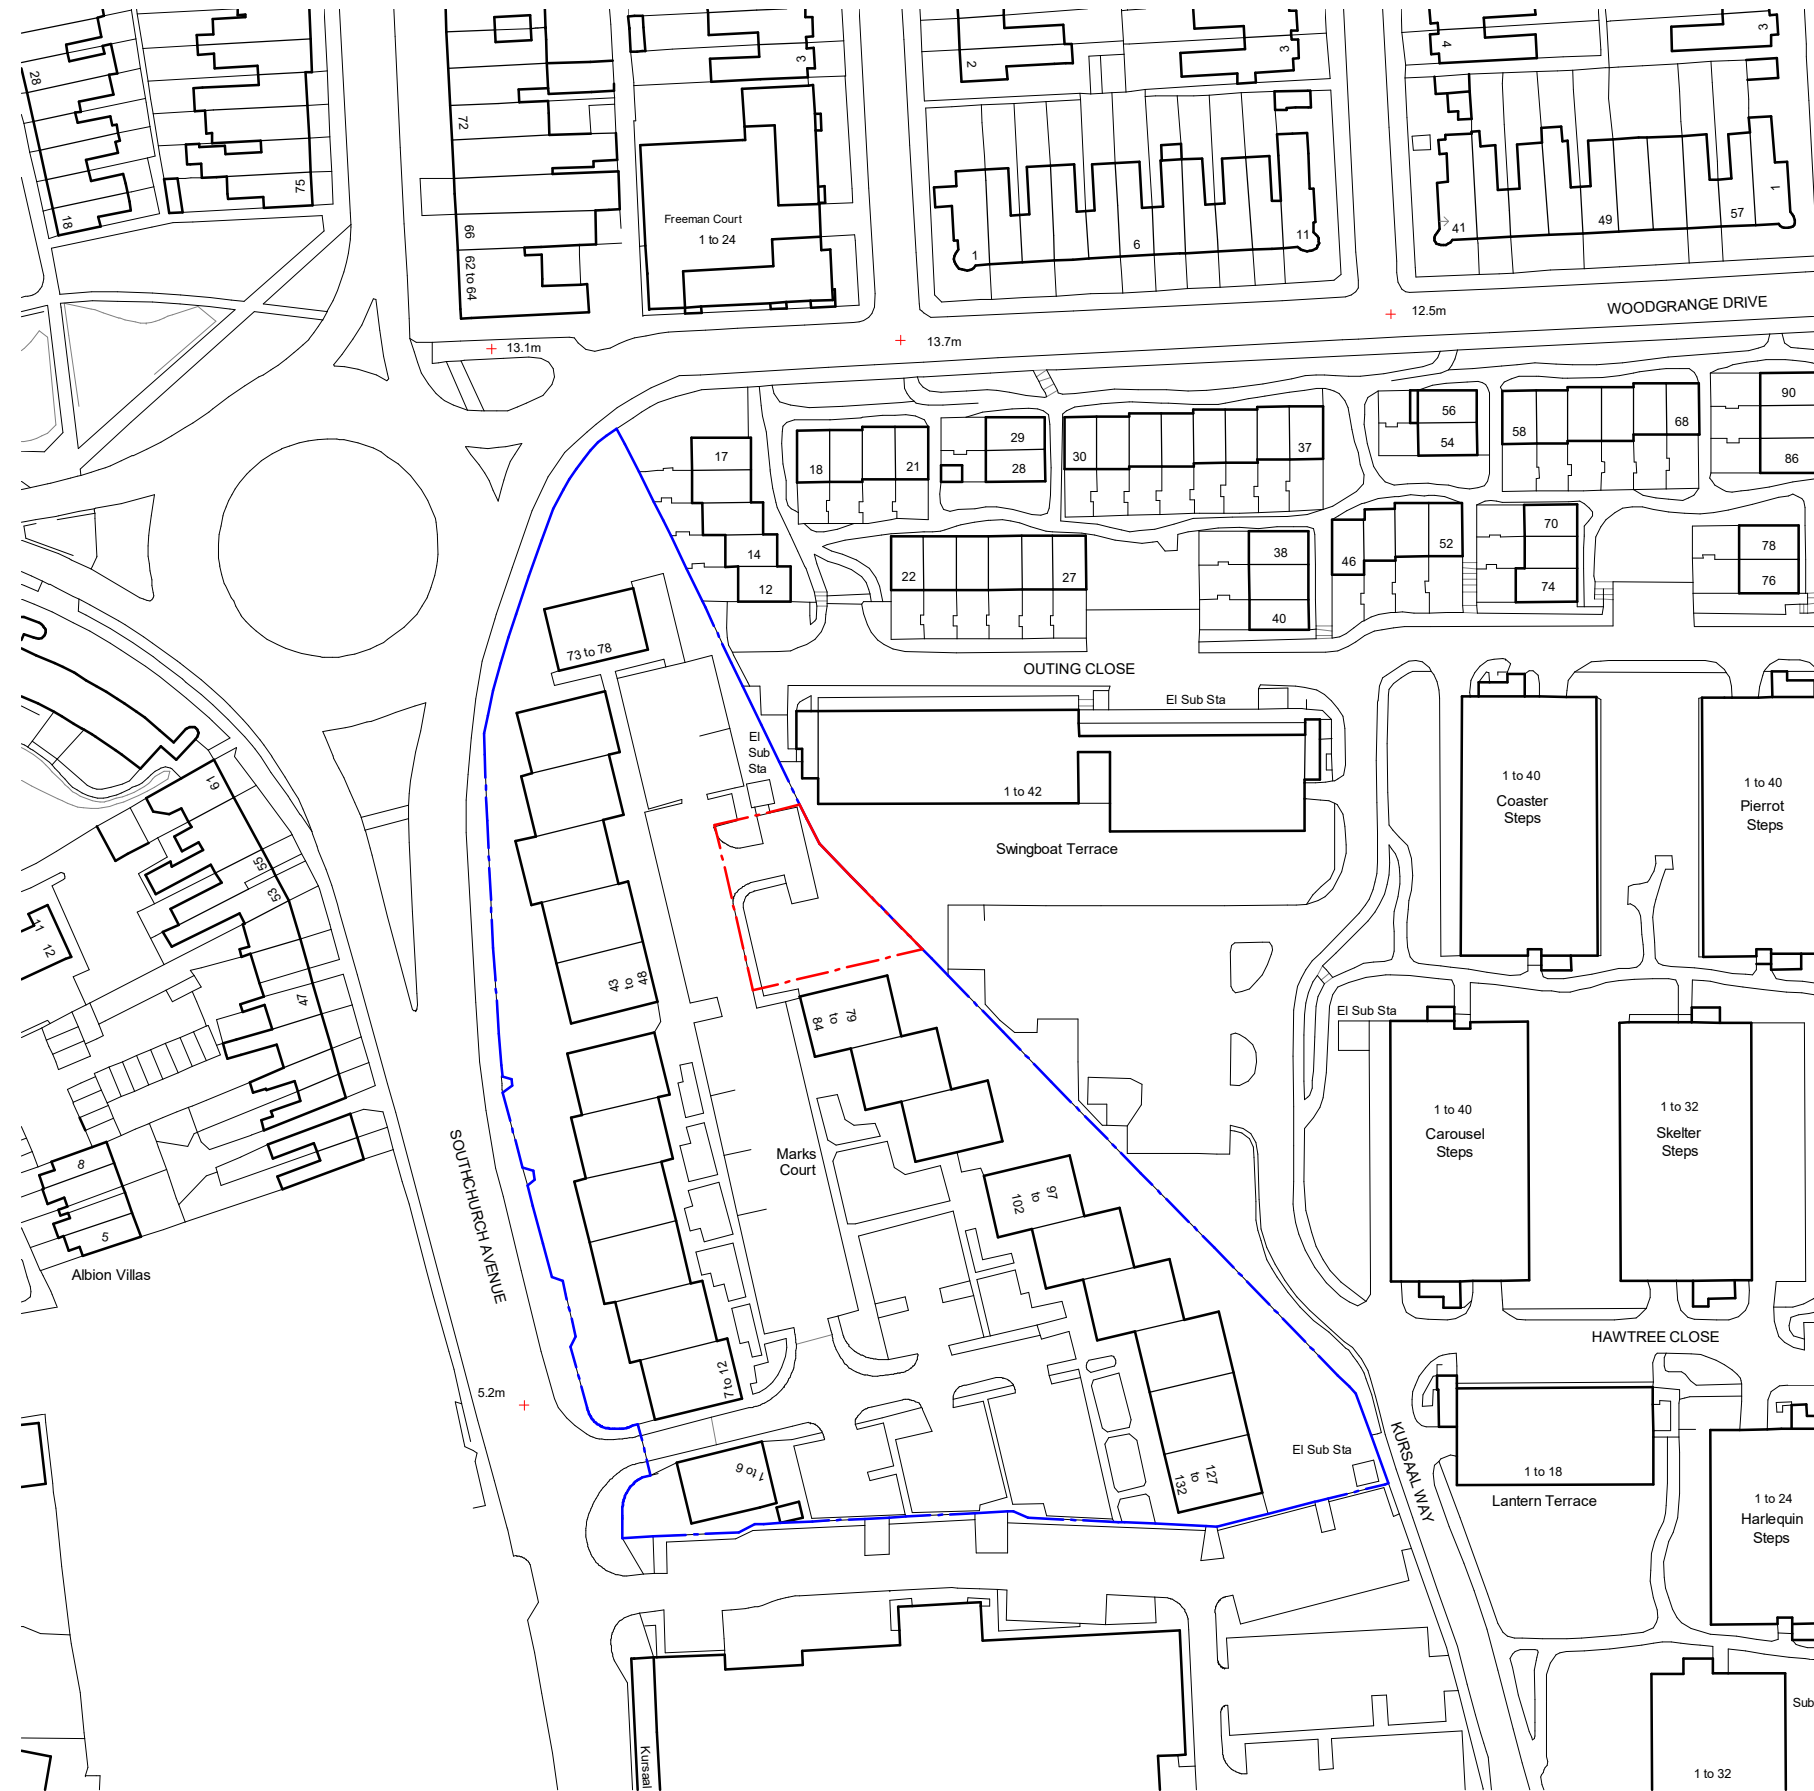 28
18
75
72
66
62 to 64
3
Freeman Court
1 to 24
2
3
1
6
11
4
3
41
49
57
1
WOODGRANGE DRIVE
13.1m
13.7m
12.5m
17
14
12
18
21
29
28
30
37
56
54
58
68
90
86
22
27
38
40
46
52
70
74
78
76
OUTING CLOSE
El Sub Sta
73 to 78
El
Sub
Sta
1 to 42
Swingboat Terrace
1 to 40
Coaster
Steps
1 to 40
Pierrot
Steps
61
55
53
47
11
12
43
to
48
79
to
84
El Sub Sta
1 to 40
Carousel
Steps
1 to 32
Skelter
Steps
Marks
Court
97
to
102
8
5
Albion Villas
SOUTHCHURCH AVENUE
HAWTREE CLOSE
7 to 12
5.2m
1 to 6
127
to
132
El Sub Sta
KURSAAL WAY
1 to 18
Lantern Terrace
1 to 24
Harlequin
Steps
Kursaal
Sub
1 to 32